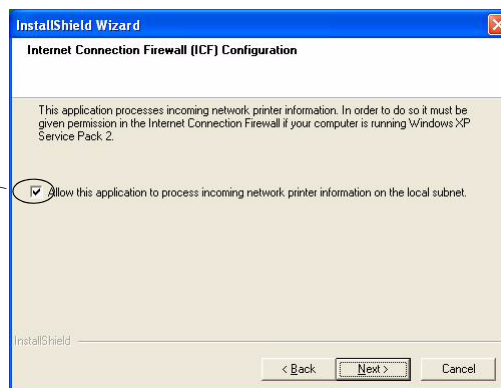 InstallShield Wizard
Internet Connection Firewall (ICF) Configuration
This application processes incoming network printer information. In order to do so it must be
given permission in the Internet Connection Firewall if your computer is running Windows XP
Service Pack 2.
Allow this application to process incoming network printer information on the local subnet.
InstallShield
< Back Next > Cancel